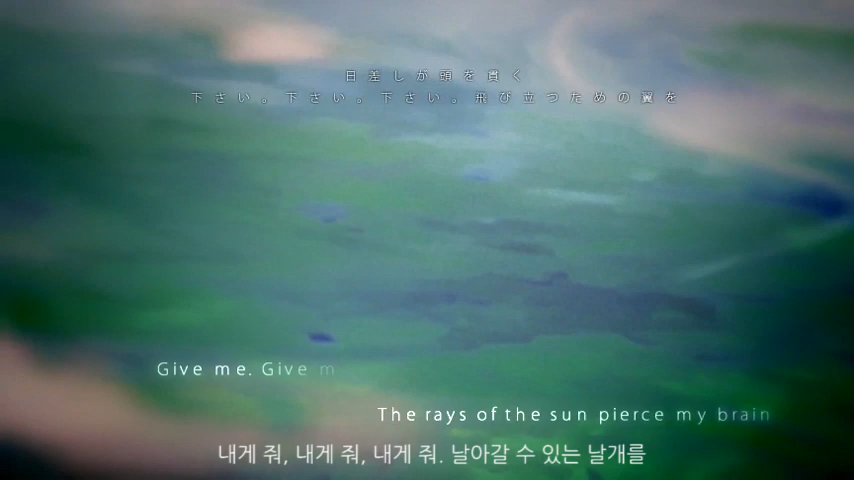 日差しが頭を貫く
下さい。下さい。下さい。飛び立つための翼を
Give me. Give m
The rays of the sun pierce my brain
내게 줘, 내게 줘, 내게 줘. 날아갈 수 있는 날개를